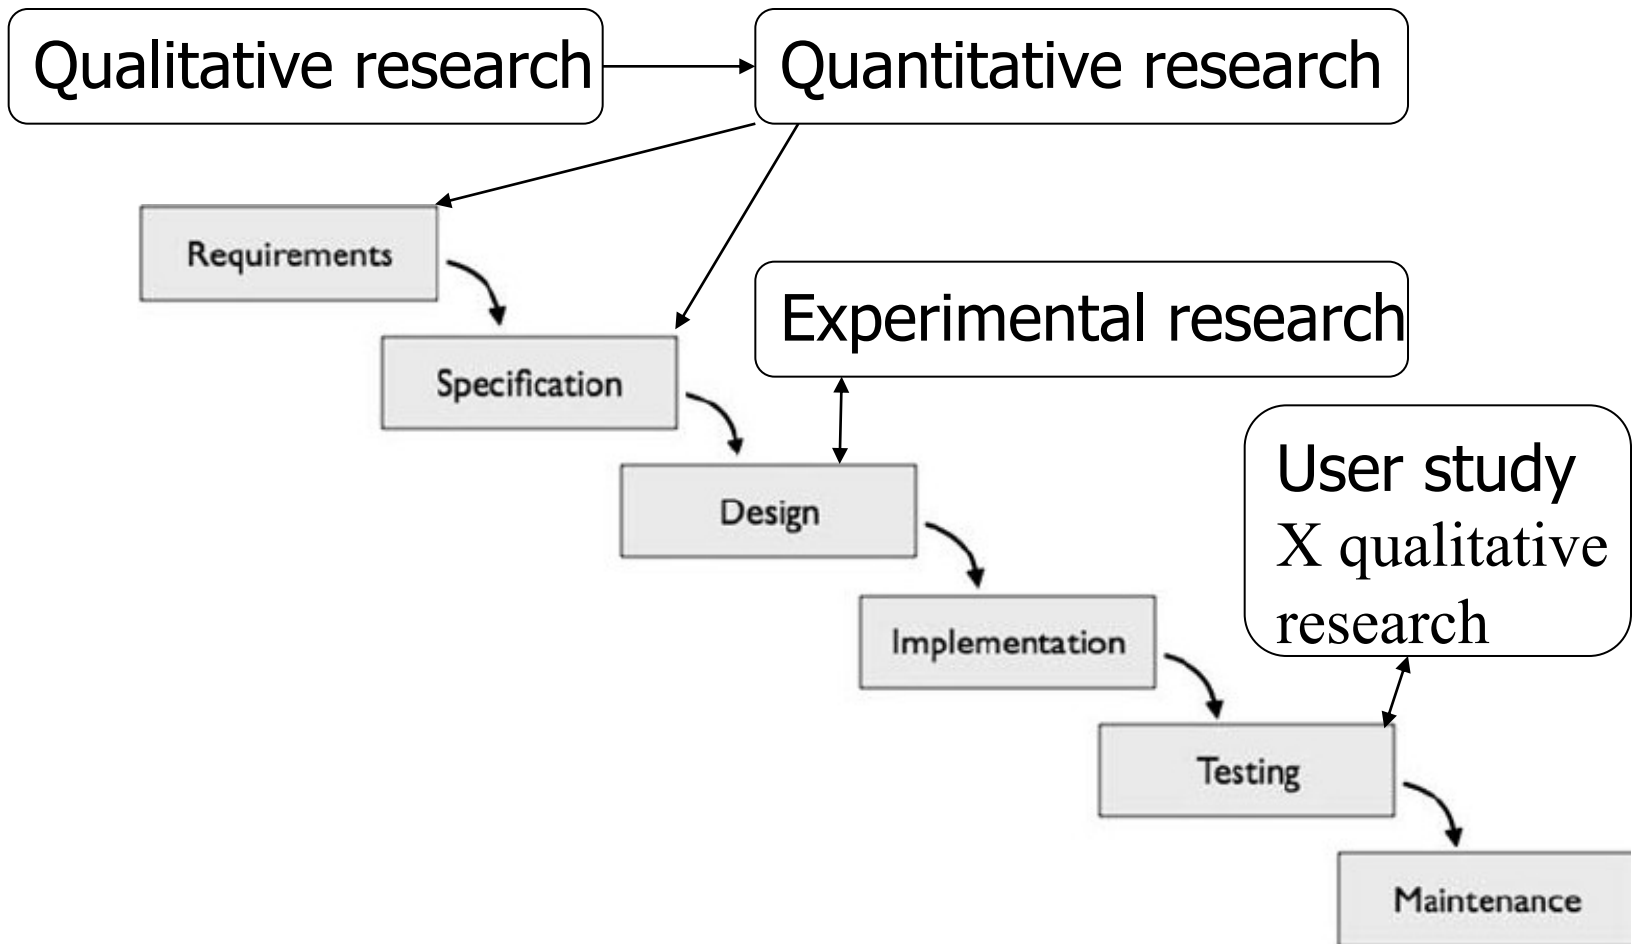 Qualitative research
Quantitative research
Requirements
Experimental research
Specification
User study
X qualitative
research
Design
Implementation
Testing
Maintenance